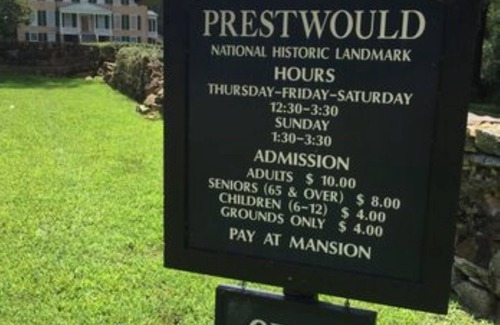 PRESTWOULD
NATIONAL HISTORIC LANDMARK
HOURS
THURSDAY-FRIDAY-SATURDAY
12:30-3:30
SUNDAY
1:30-3:30
ADMISSION
ADULTS $ 10.00
SENIORS (65 & OVER) $ 8.00
CHILDREN (6-12) $ 4.00
GROUNDS ONLY $ 4.00
PAY AT MANSION